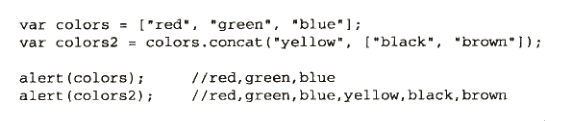 var colors = ["red", "green", "blue"];
var colors2 = colors.concat("yellow", ["black", "brown"]);
alert(colors); //red,green,blue
alert(colors2); //red,green,blue,yellow,black,brown